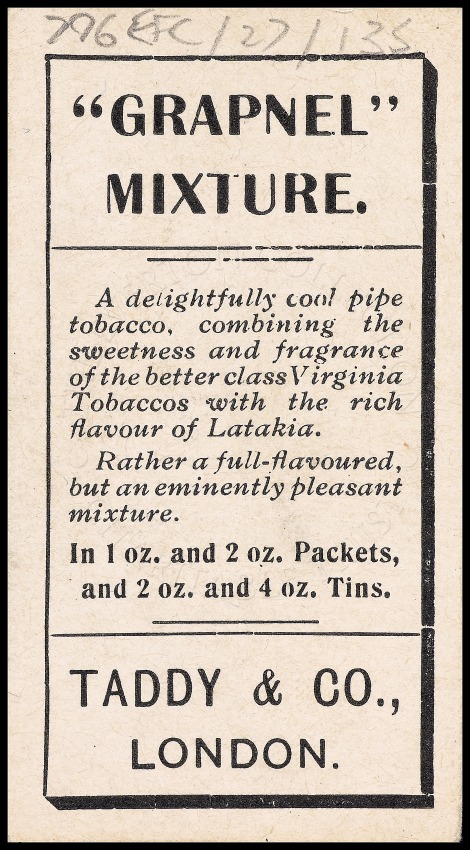 796 EFC/27/135
"GRAPNEL"
MIXTURE.
A delightfully cool pipe
tobacco, combining the
sweetness and fragrance
of the better class Virginia
Tobaccos with the rich
flavour of Latakia.
Rather a full-flavoured,
but an eminently pleasant
mixture.
In 1 oz. and 2 oz. Packets,
and 2 oz. and 4 oz. Tins.
TADDY & CO.,
LONDON.